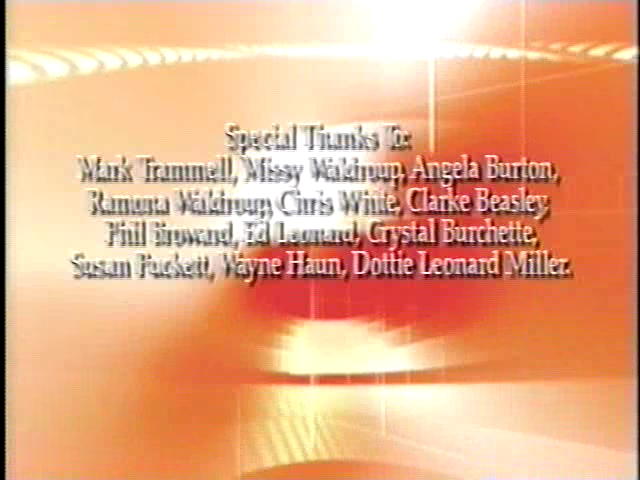 Special Thanks To:
Mark Trammell, Missy Waldroup, Angela Burton,
Ramona Waldroup, Chris White, Clarke Beasley,
Phil Broward, Ed Leonard, Crystal Burchette,
Susan Puckett, Wayne Haun, Dottie Leonard Miller.